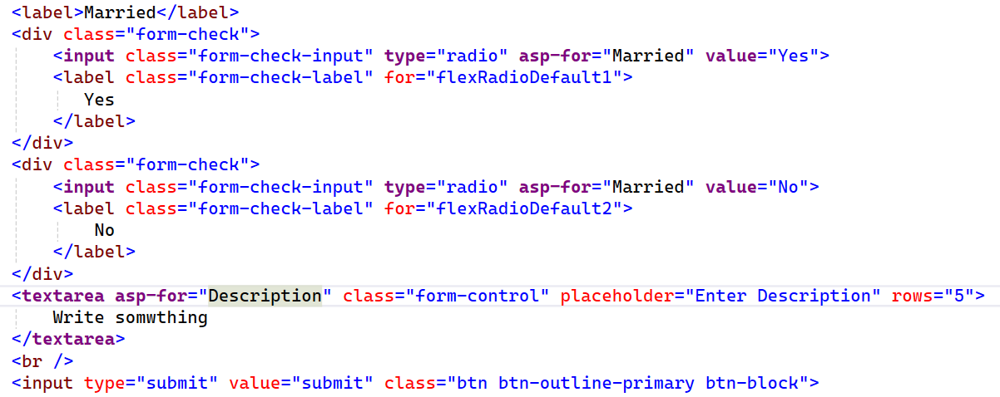 <label>Married</label>
<div class="form-check">
    <input class="form-check-input" type="radio" asp-for="Married" value="Yes">
    <label class="form-check-label" for="flexRadioDefault1">
       Yes
    </label>
</div>
<div class="form-check">
    <input class="form-check-input" type="radio" asp-for="Married" value="No">
    <label class="form-check-label" for="flexRadioDefault2">
        No
    </label>
</div>
<textarea asp-for="Description" class="form-control" placeholder="Enter Description" rows="5">
    Write somwthing
</textarea>
<br />
<input type="submit" value="submit" class="btn btn-outline-primary btn-block">